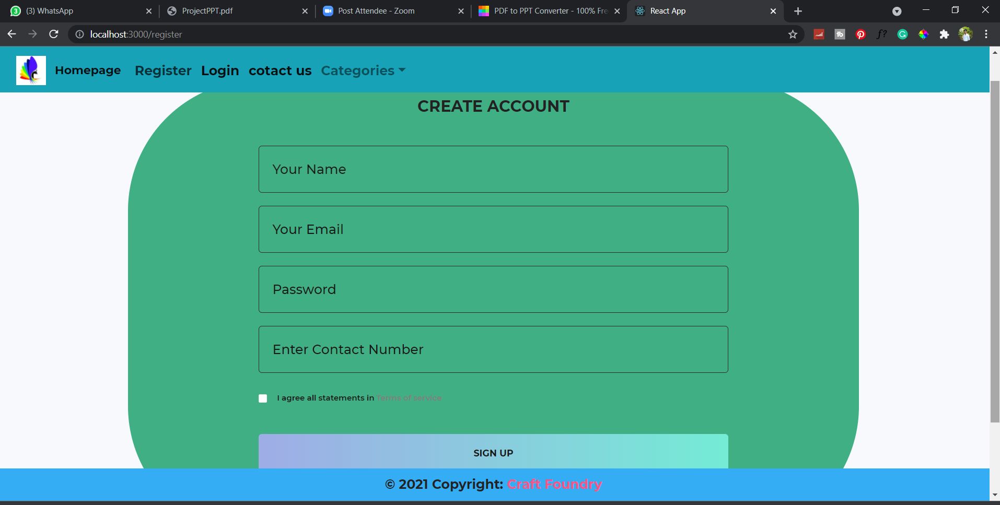 3 (3) WhatsApp
ProjectPPT.pdf
Post Attendee - Zoom
PDF to PPT Converter - 100% Fre
React App
localhost:3000/register
tb
f?
Homepage Register Login cotact us Categories
CREATE ACCOUNT
Your Name
Your Email
Password
Enter Contact Number
I agree all statements in Terms of service
SIGN UP
© 2021 Copyright: Craft Foundry